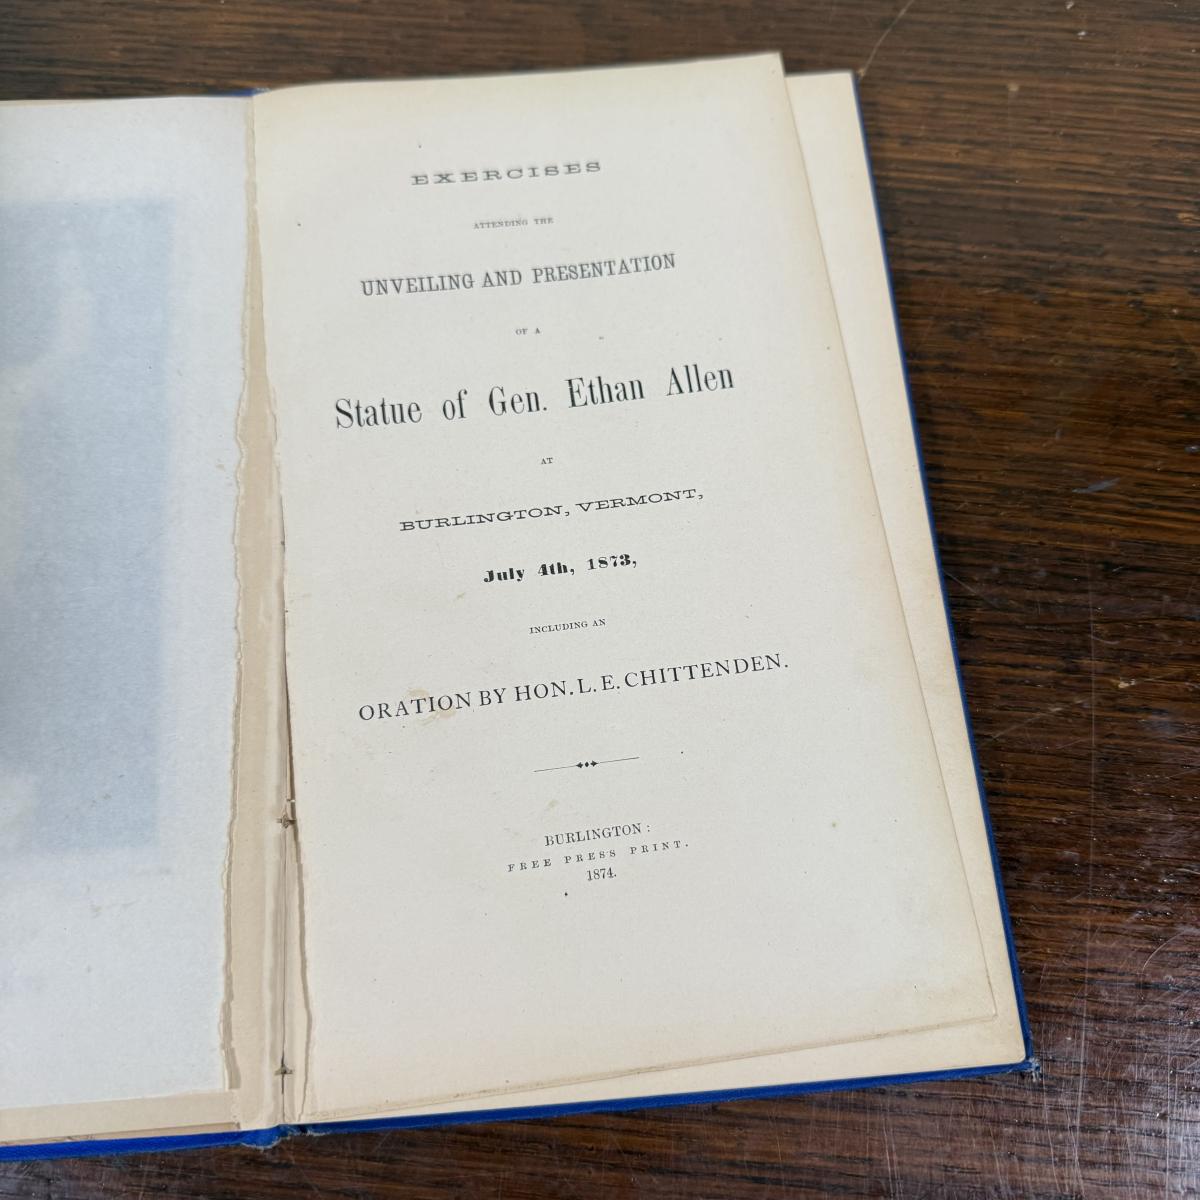 EXERCISES
ATTENDING THE
UNVEILING AND PRESENTATION
OF A
Statue of Gen. Ethan Allen
AT
BURLINGTON, VERMONT,
July 4th, 1873,
INCLUDING AN
ORATION BY HON. L. E. CHITTENDEN.
BURLINGTON:
FREE PRESS PRINT.
1874.